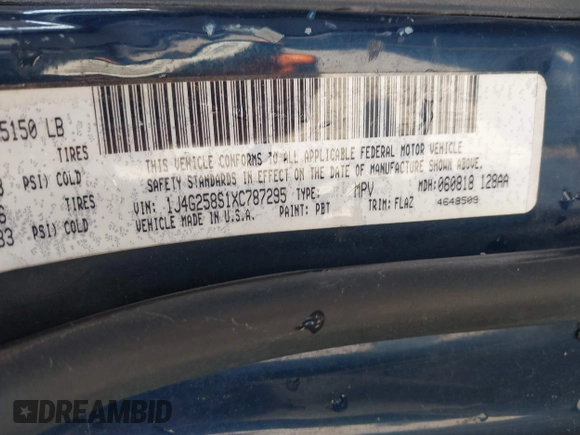 5150 LB
TIRES
PSI) COLD
TIRES
PSI) COLD
THIS VEHICLE CONFORMS TO ALL APPLICABLE FEDERAL MOTOR VEHICLE
SAFETY STANDARDS IN EFFECT ON THE DATE OF MANUFACTURE SHOWN ABOVE.
VIN: 1J4G258S1XC787295 TYPE: MPV MDH: 060818 128AA
VEHICLE MADE IN U.S.A. PAINT: PBT TRIM: FLAZ 4648509
DREAMBID